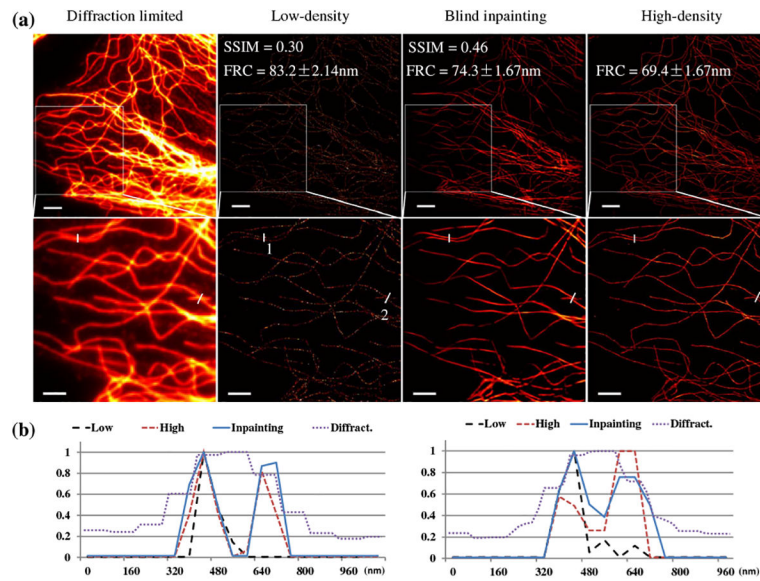 (a) Diffraction limited Low-density Blind inpainting High-density
SSIM = 0.30 SSIM = 0.46
FRC = 83.2±2.14nm FRC = 74.3±1.67nm FRC = 69.4±1.67nm
1
2
(b)
Low High Inpainting Diffract.
1
0.8
0.6
0.4
0.2
0
0 160 320 480 640 800 960 (nm)
Low High Inpainting Diffract.
1
0.8
0.6
0.4
0.2
0
0 160 320 480 640 800 960 (nm)